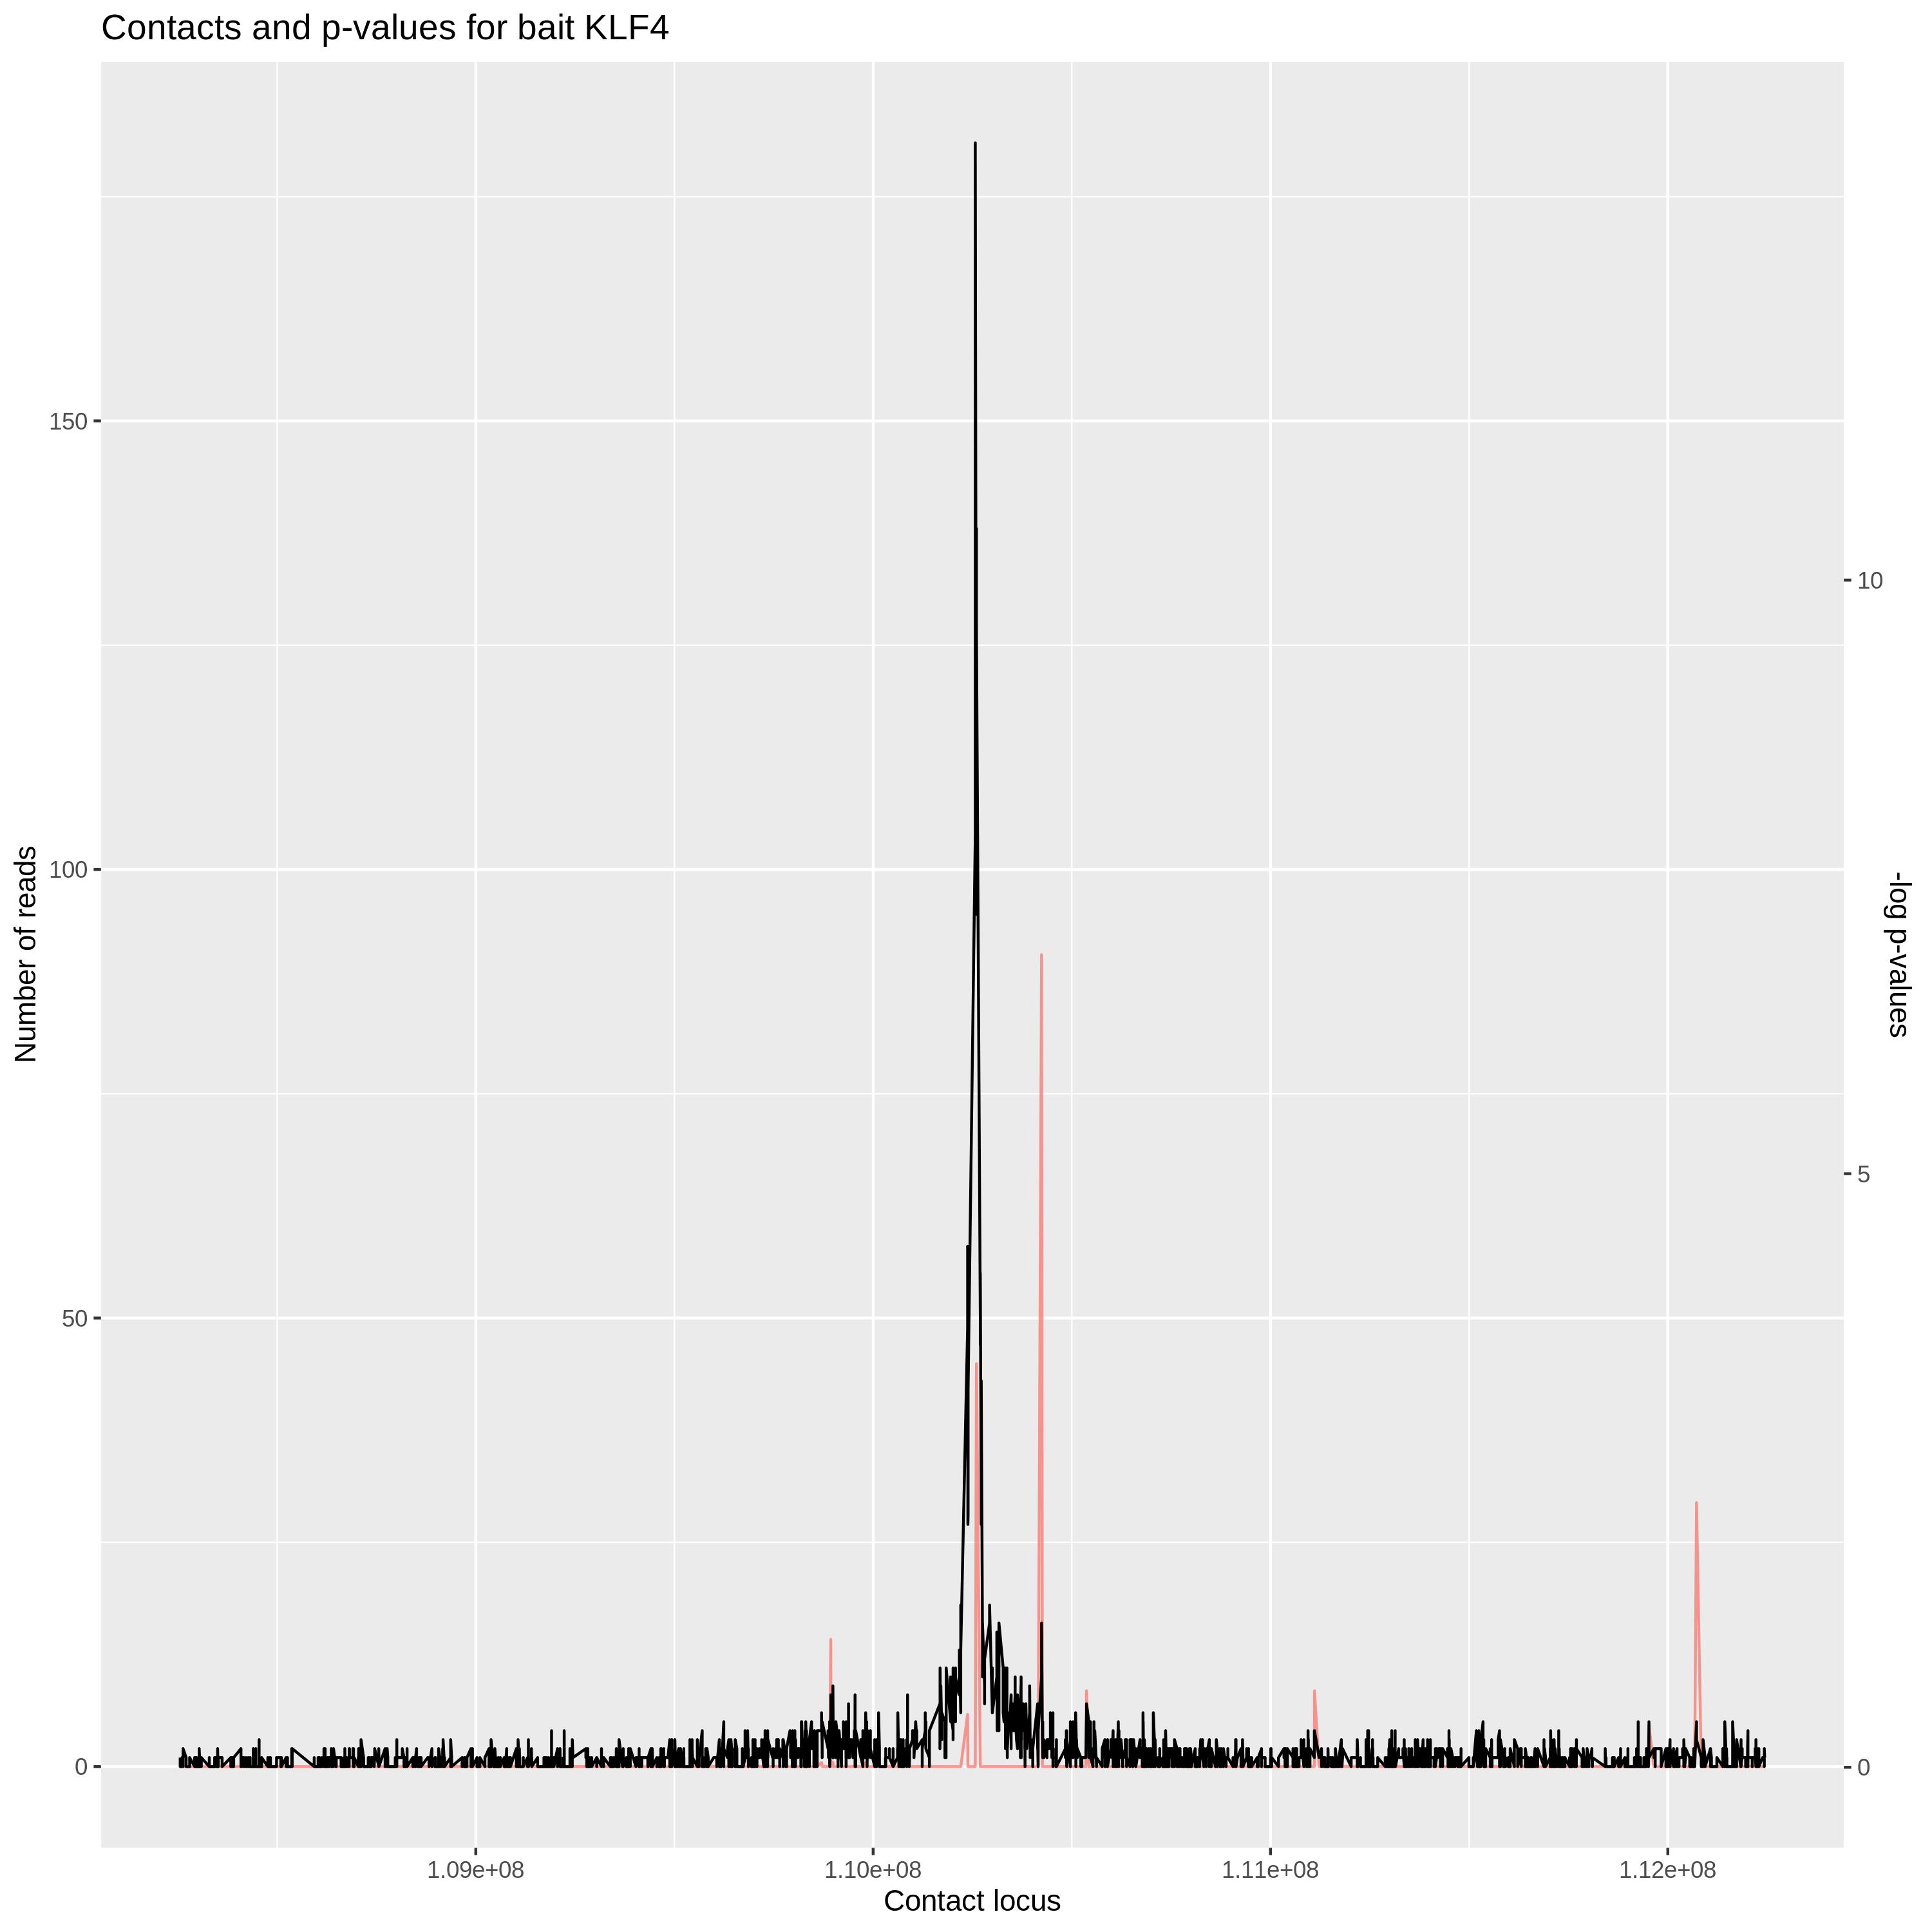 Contacts and p-values for bait KLF4
Number of reads
150
100
50
0
10
5
0
-log p-values
1.09e+08 1.10e+08 1.11e+08 1.12e+08
Contact locus